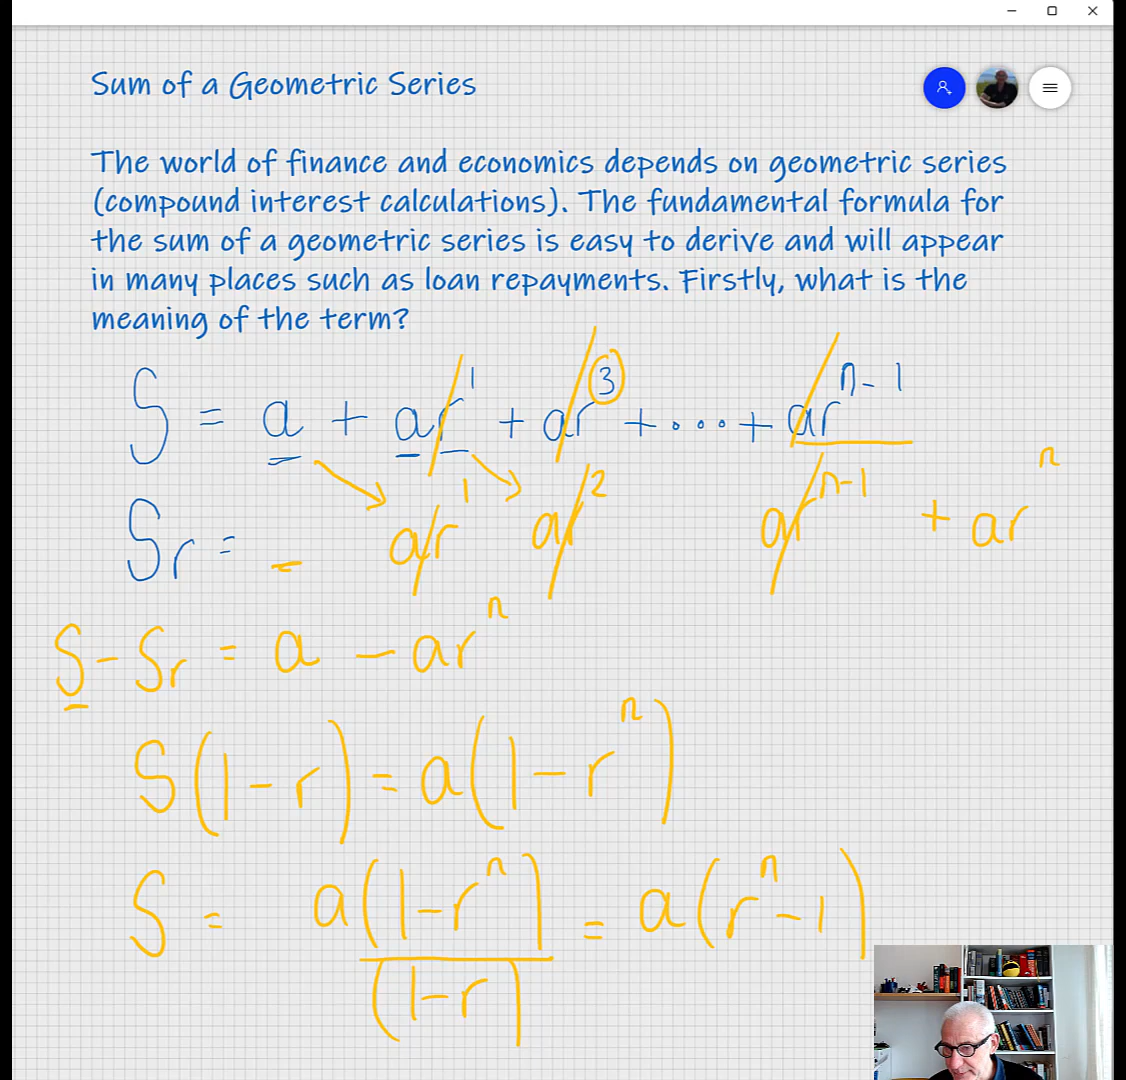 Sum of a Geometric Series
The world of finance and economics depends on geometric series
(compound interest calculations). The fundamental formula for
the sum of a geometric series is easy to derive and will appear
in many places such as loan repayments. Firstly, what is the
meaning of the term?
S = a + ar¹ + ar³ + ... + arⁿ⁻¹
Sr = ar¹ ar² arⁿ⁻¹ + arⁿ
S - Sr = a - arⁿ
S(1-r) = a(1-rⁿ)
S = a(1-rⁿ) = a(rⁿ-1)
(1-r)